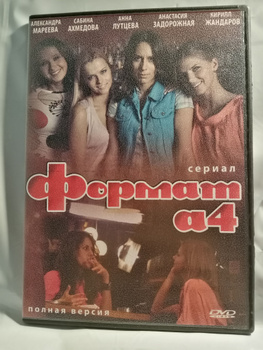 АЛЕКСАНДРА МАРЕЕВА
САБИНА АХМЕДОВА
АННА ЛУТЦЕВА
АНАСТАСИЯ ЗАДОРОЖНАЯ
КИРИЛЛ ЖАНДАРОВ
сериал
Формат
а4
полная версия
DVD